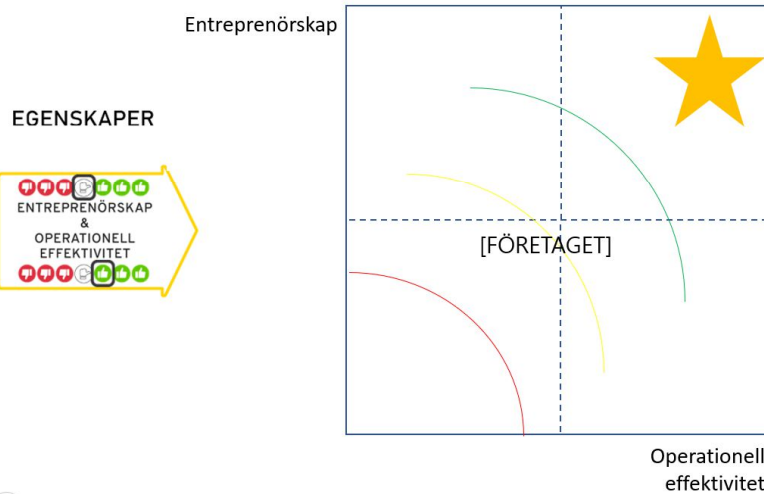 Entreprenörskap
EGENSKAPER
ENTREPRENÖRSKAP
&
OPERATIONELL
EFFEKTIVITET
[FÖRETAGET]
Operationell
effektivitet